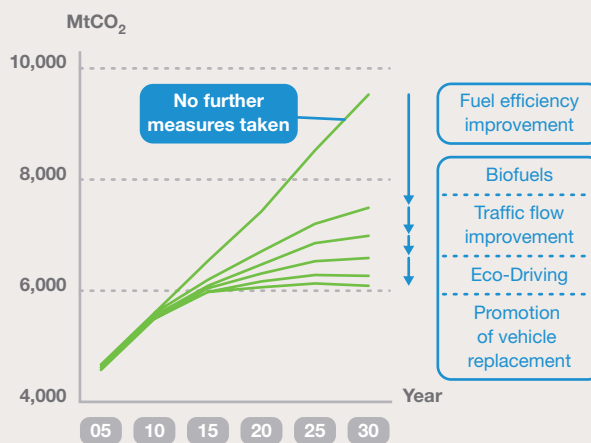 MtCO₂
10,000
8,000
6,000
4,000
No further
measures taken
Fuel efficiency
improvement
Biofuels
Traffic flow
improvement
Eco-Driving
Promotion
of vehicle
replacement
Year
05 10 15 20 25 30